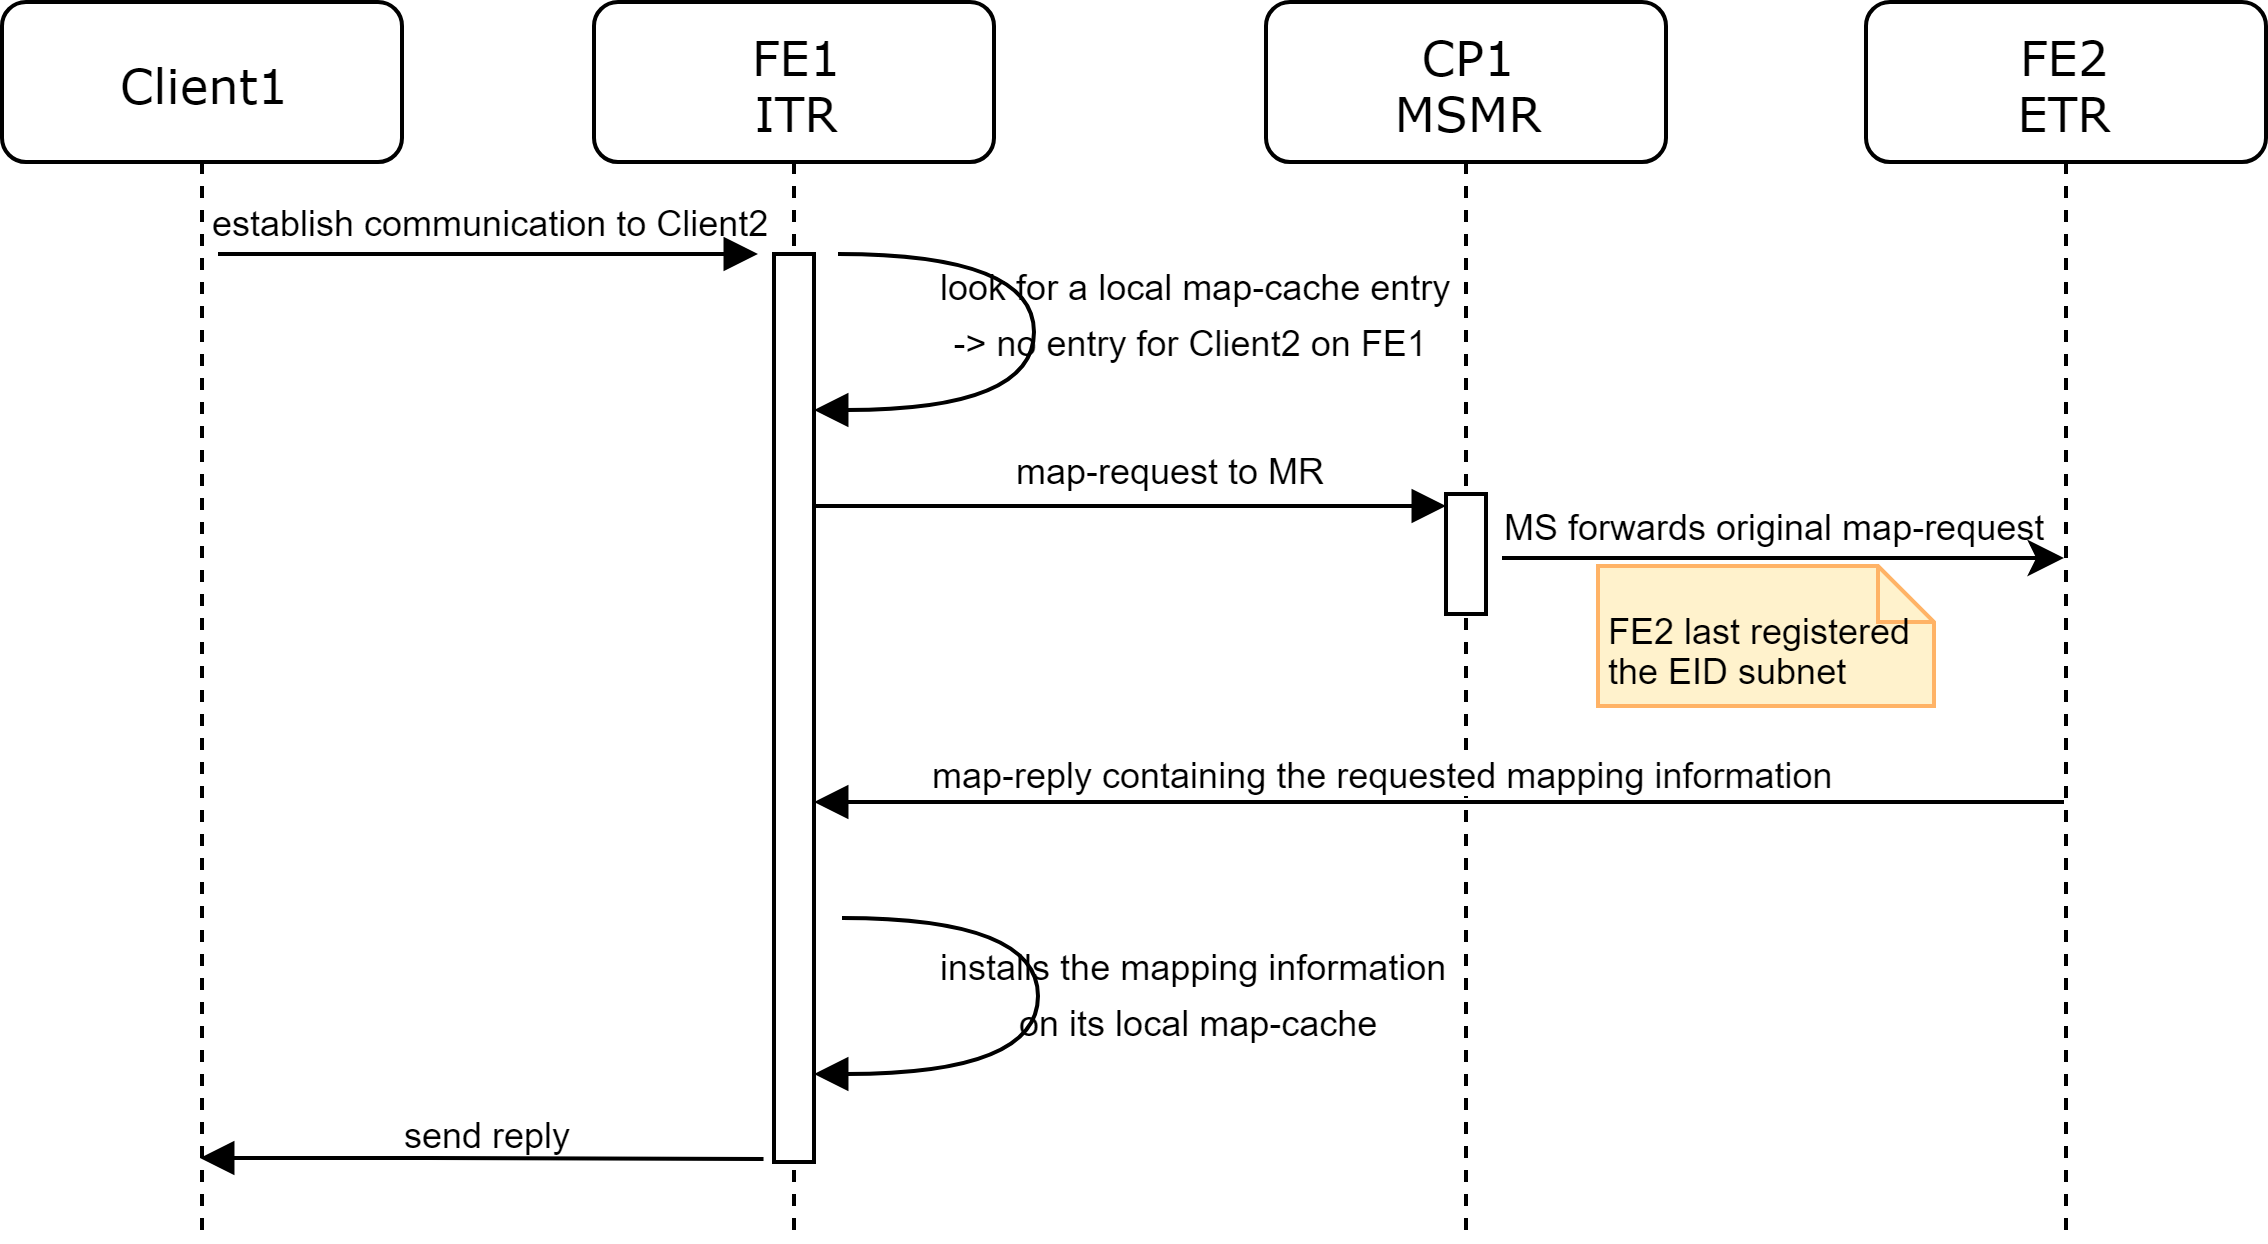 Client1
FE1
ITR
CP1
MSMR
FE2
ETR
establish communication to Client2
look for a local map-cache entry
-> no entry for Client2 on FE1
map-request to MR
MS forwards original map-request
FE2 last registered
the EID subnet
map-reply containing the requested mapping information
installs the mapping information
on its local map-cache
send reply